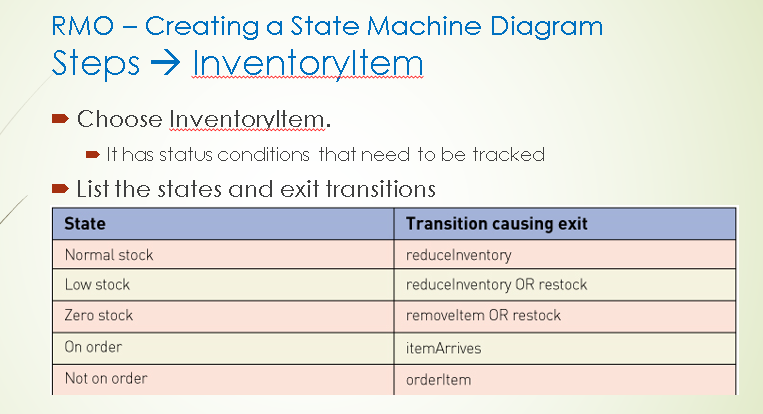 RMO – Creating a State Machine Diagram
Steps → InventoryItem
Choose InventoryItem.
It has status conditions that need to be tracked
List the states and exit transitions
State Transition causing exit
Normal stock reduceInventory
Low stock reduceInventory OR restock
Zero stock removeItem OR restock
On order itemArrives
Not on order orderItem